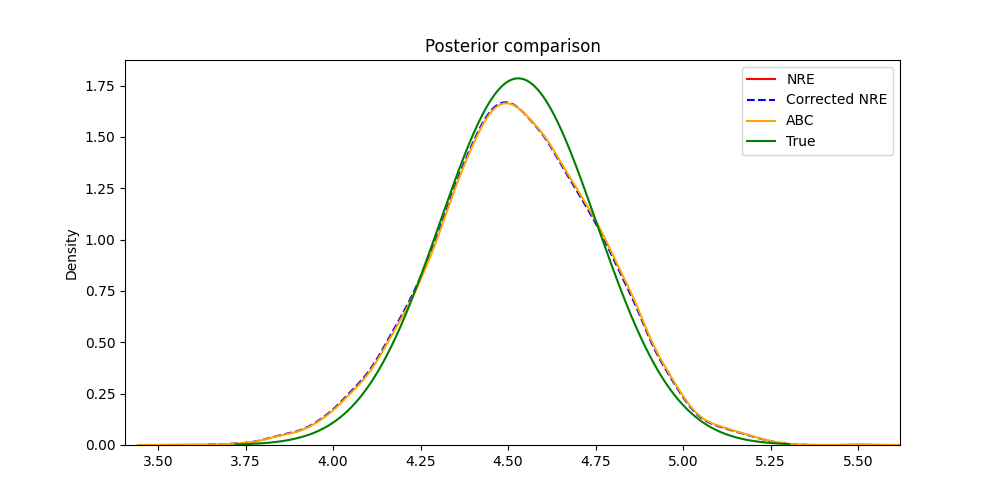 Posterior comparison
NRE
Corrected NRE
ABC
True
Density
1.75
1.50
1.25
1.00
0.75
0.50
0.25
0.00
3.50 3.75 4.00 4.25 4.50 4.75 5.00 5.25 5.50